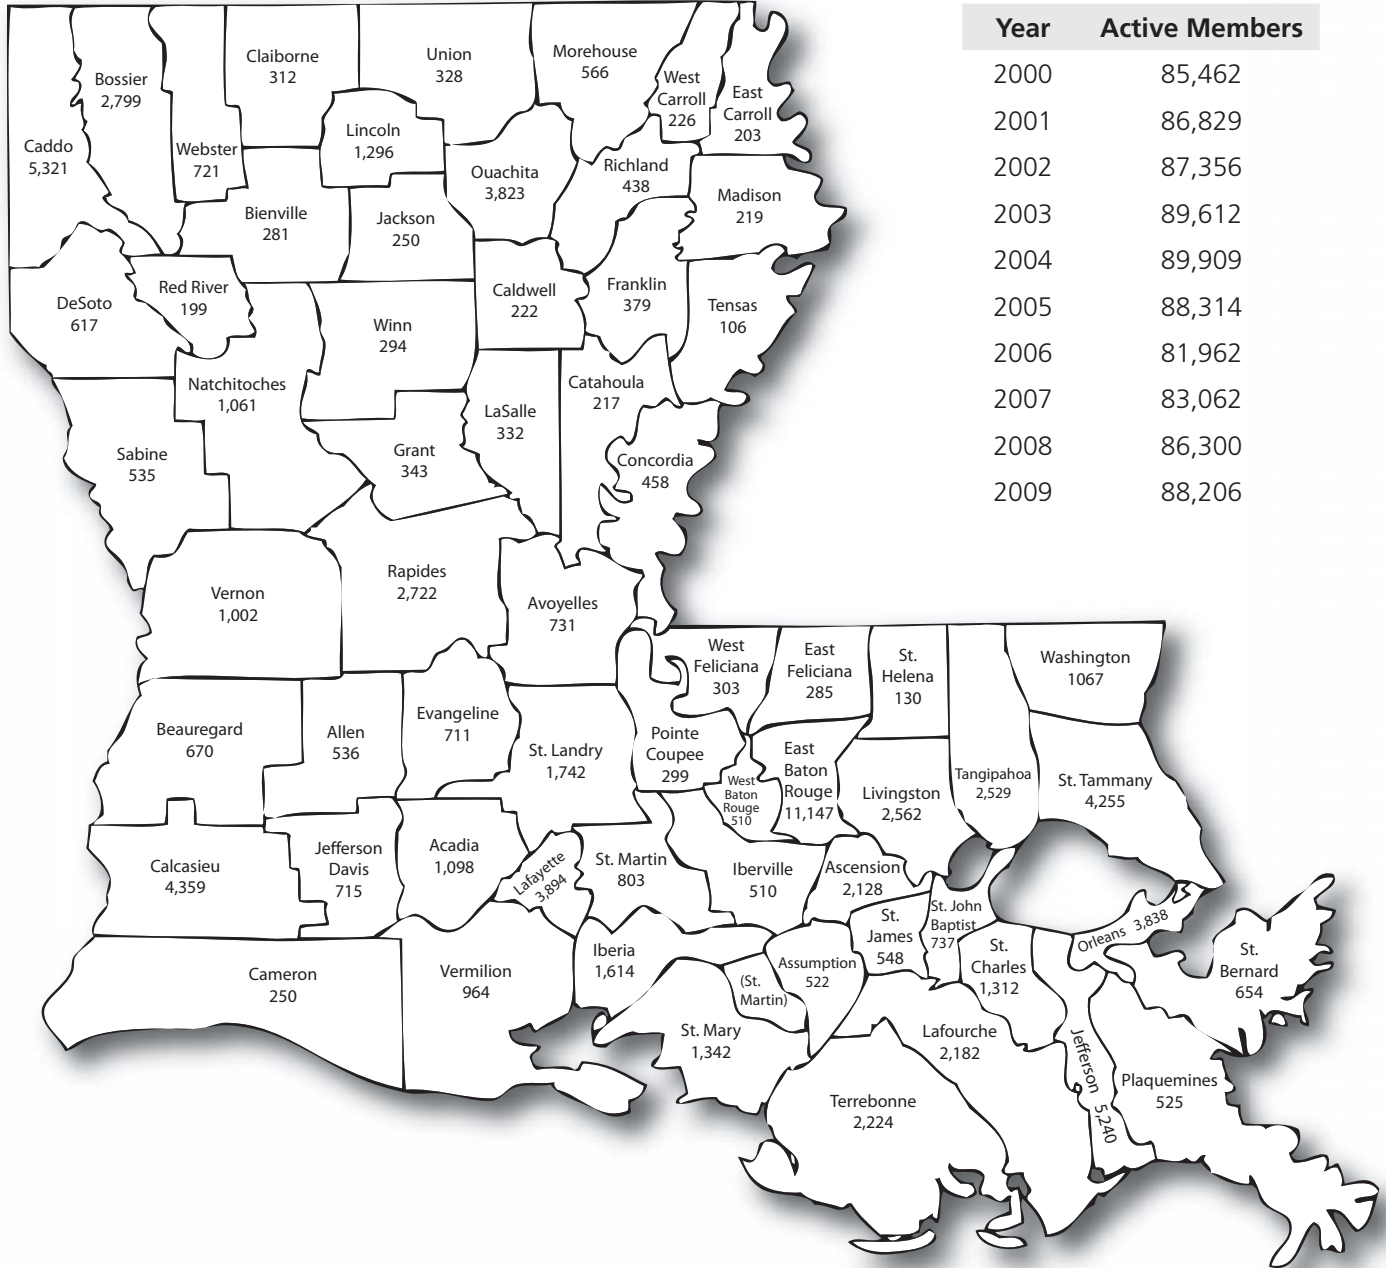 Year Active Members
2000 85,462
2001 86,829
2002 87,356
2003 89,612
2004 89,909
2005 88,314
2006 81,962
2007 83,062
2008 86,300
2009 88,206
Caddo
5,321
Bossier
2,799
Webster
721
Claiborne
312
Union
328
Morehouse
566
West
Carroll
226
East
Carroll
203
Lincoln
1,296
Ouachita
3,823
Richland
438
Madison
219
Bienville
281
Jackson
250
DeSoto
617
Red River
199
Caldwell
222
Franklin
379
Tensas
106
Winn
294
Natchitoches
1,061
Catahoula
217
LaSalle
332
Sabine
535
Grant
343
Concordia
458
Vernon
1,002
Rapides
2,722
Avoyelles
731
West
Feliciana
303
East
Feliciana
285
St.
Helena
130
Washington
1067
Beauregard
670
Allen
536
Evangeline
711
St. Landry
1,742
Pointe
Coupee
299
West
Baton
Rouge
510
East
Baton
Rouge
11,147
Livingston
2,562
Tangipahoa
2,529
St. Tammany
4,255
Calcasieu
4,359
Jefferson
Davis
715
Acadia
1,098
Lafayette
3,894
St. Martin
803
Iberville
510
Ascension
2,128
St. James
548
St. John
Baptist
737
St.
Charles
1,312
Orleans 3,838
St.
Bernard
654
Cameron
250
Vermilion
964
Iberia
1,614
(St.
Martin)
Assumption
522
St. Mary
1,342
Lafourche
2,182
Jefferson 5,240
Plaquemines
525
Terrebonne
2,224